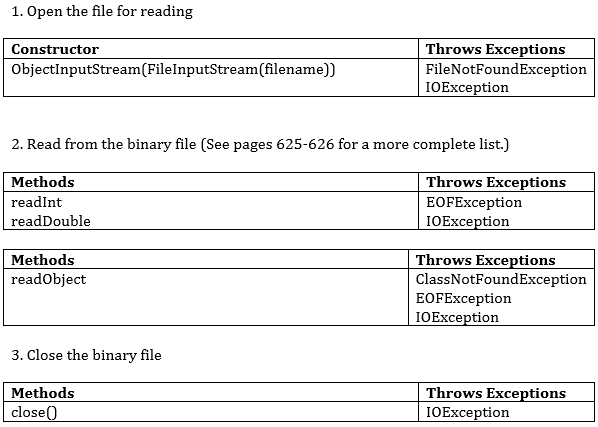 1. Open the file for reading
Constructor Throws Exceptions
ObjectInputStream(FileInputStream(filename)) FileNotFoundException
IOException
2. Read from the binary file (See pages 625-626 for a more complete list.)
Methods Throws Exceptions
readInt EOFException
readDouble IOException
Methods Throws Exceptions
readObject ClassNotFoundException
EOFException
IOException
3. Close the binary file
Methods Throws Exceptions
close() IOException